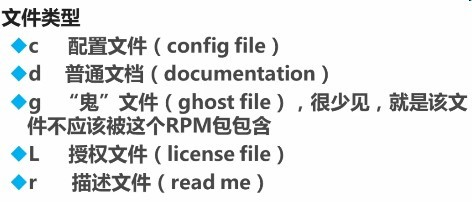 文件类型
◆c 配置文件（config file）
◆d 普通文档（documentation）
◆g “鬼”文件（ghost file），很少见，就是该文
件不应该被这个RPM包包含
◆L 授权文件（license file）
◆r 描述文件（read me）